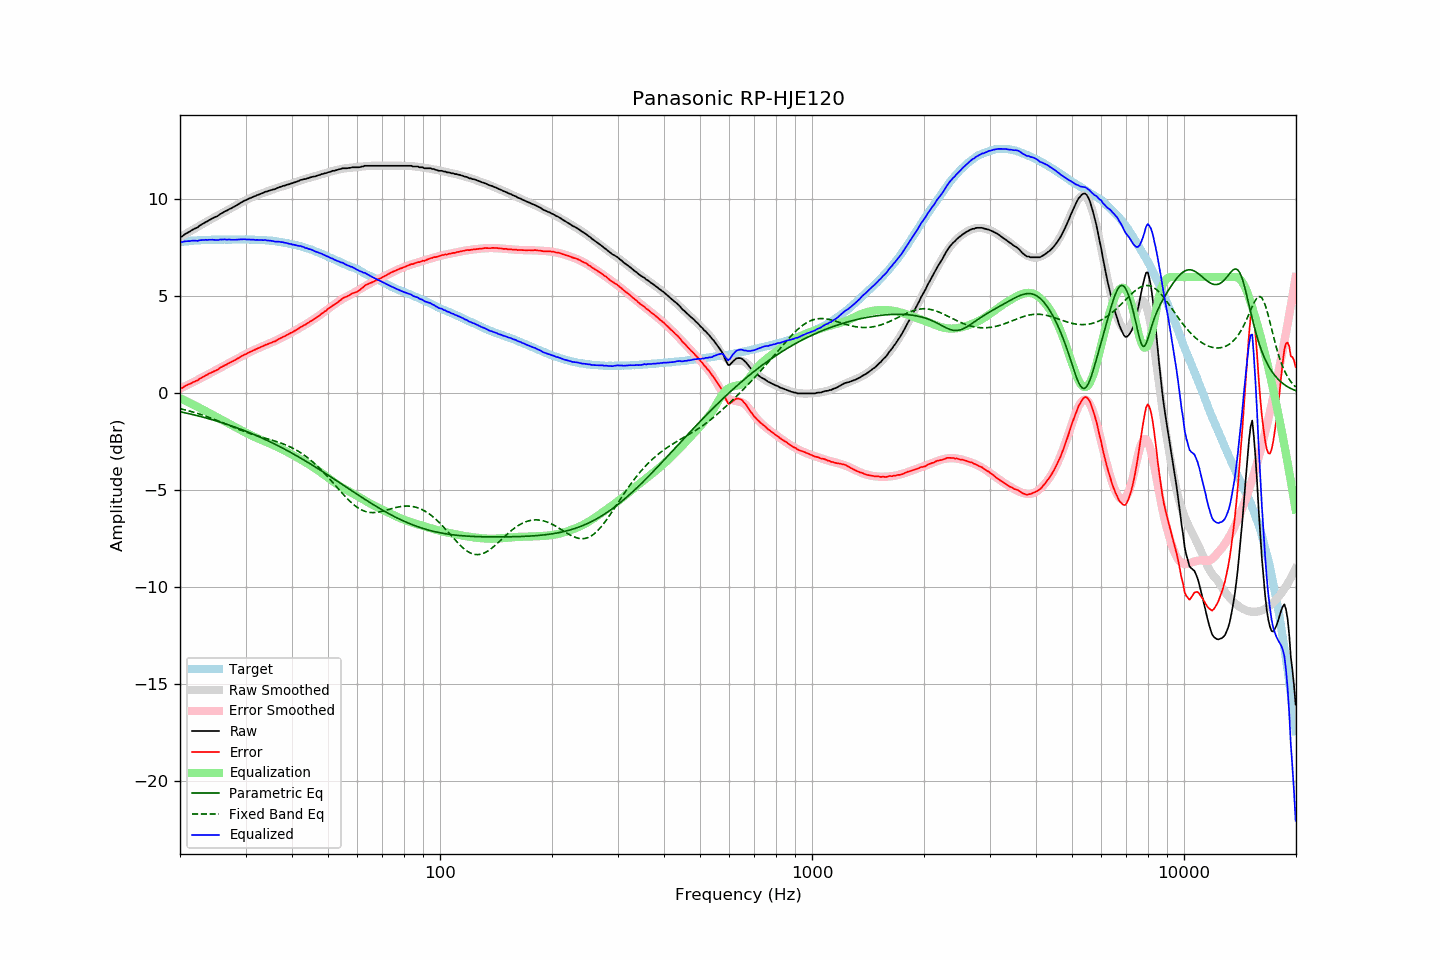 Panasonic RP-HJE120
Amplitude (dBr)
10
5
0
−5
−10
−15
−20
Target
Raw Smoothed
Error Smoothed
Raw
Error
Equalization
Parametric Eq
Fixed Band Eq
Equalized
100
1000
10000
Frequency (Hz)